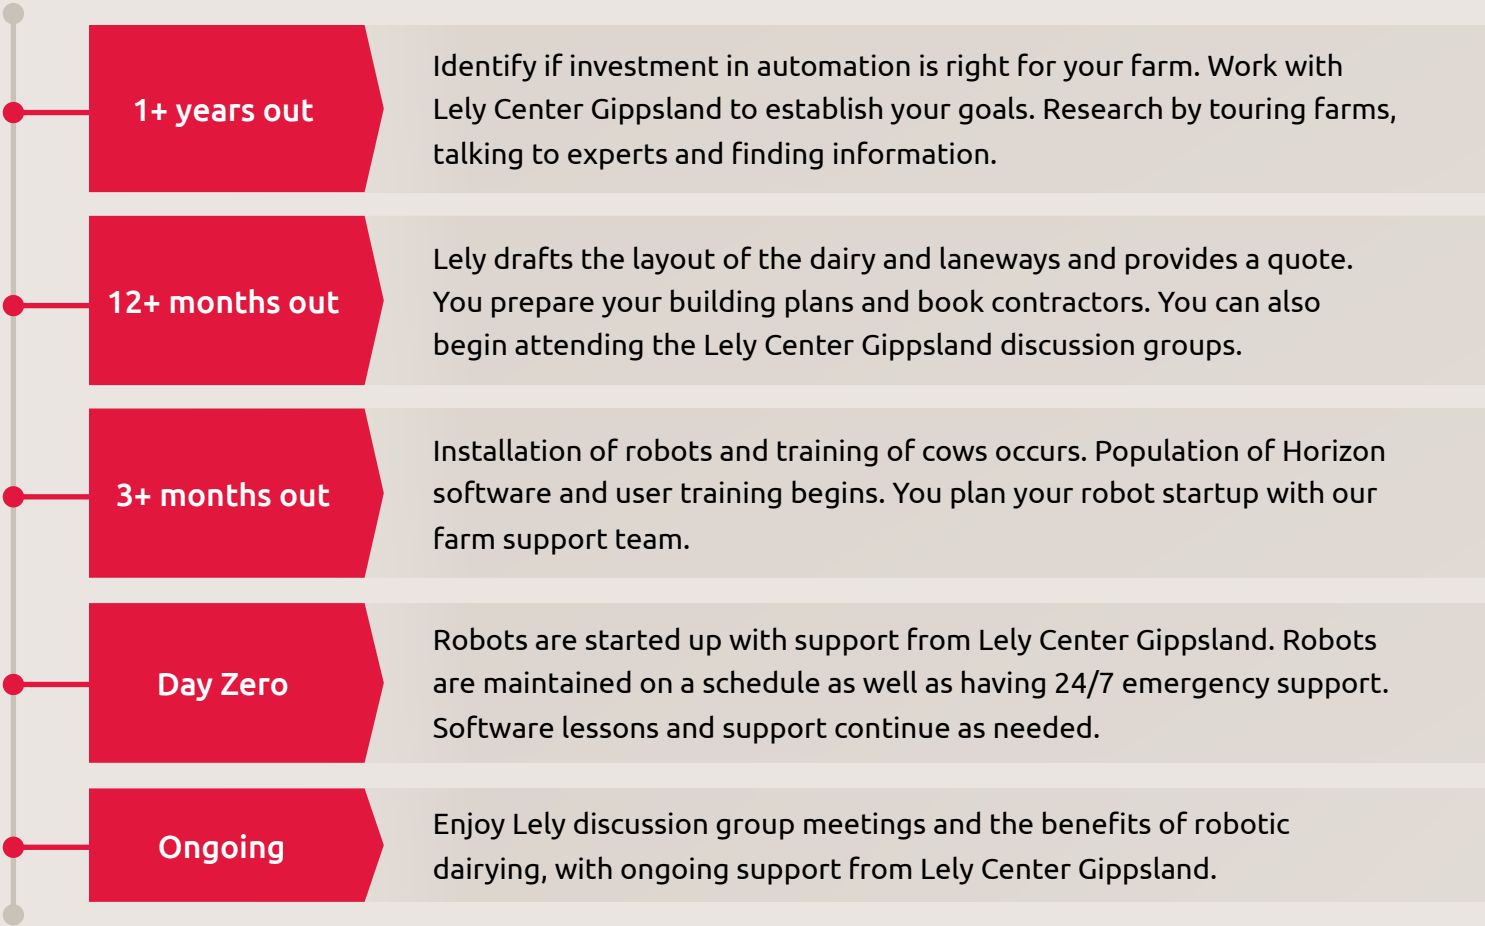 1+ years out
Identify if investment in automation is right for your farm. Work with
Lely Center Gippsland to establish your goals. Research by touring farms,
talking to experts and finding information.
12+ months out
Lely drafts the layout of the dairy and laneways and provides a quote.
You prepare your building plans and book contractors. You can also
begin attending the Lely Center Gippsland discussion groups.
3+ months out
Installation of robots and training of cows occurs. Population of Horizon
software and user training begins. You plan your robot startup with our
farm support team.
Day Zero
Robots are started up with support from Lely Center Gippsland. Robots
are maintained on a schedule as well as having 24/7 emergency support.
Software lessons and support continue as needed.
Ongoing
Enjoy Lely discussion group meetings and the benefits of robotic
dairying, with ongoing support from Lely Center Gippsland.